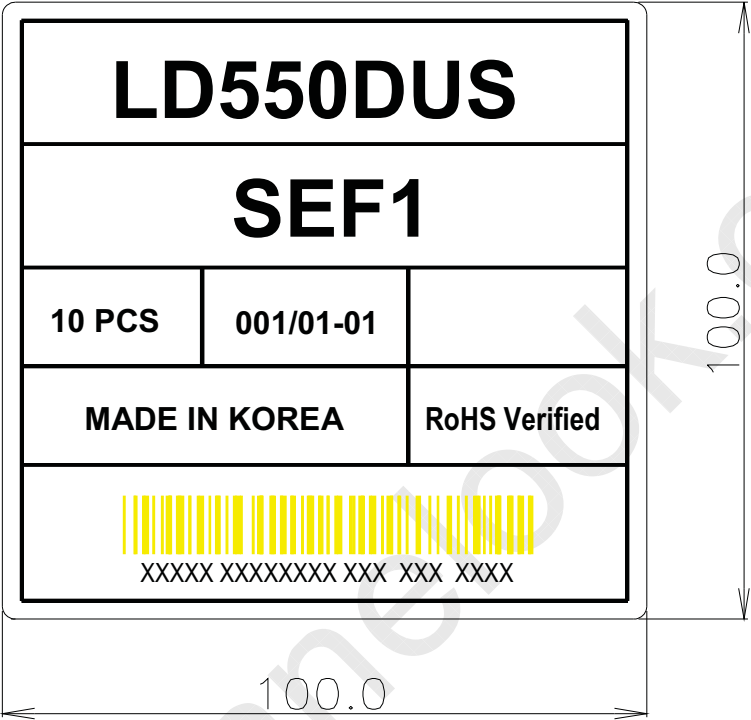 LD550DUS
SEF1
10 PCS
001/01-01
MADE IN KOREA
RoHS Verified
XXXXX XXXXXXXX XXX XXX XXXX
100.0
100.0